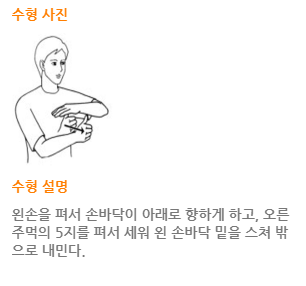 수형 사진
수형 설명
왼손을 펴서 손바닥이 아래로 향하게 하고, 오른
주먹의 5지를 펴서 세워 왼 손바닥 밑을 스쳐 밖
으로 내민다.